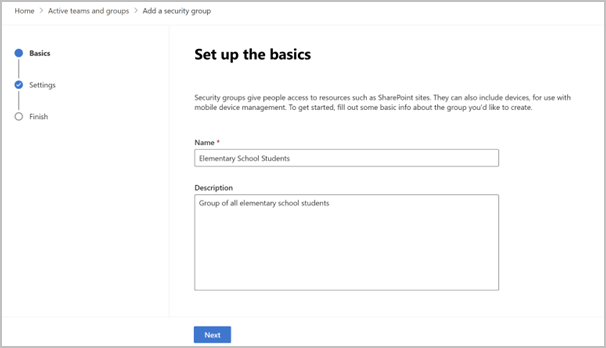 Home > Active teams and groups > Add a security group
Basics
Settings
Finish
Set up the basics
Security groups give people access to resources such as SharePoint sites. They can also include devices, for use with
mobile device management. To get started, fill out some basic info about the group you'd like to create.
Name *
Elementary School Students
Description
Group of all elementary school students
Next